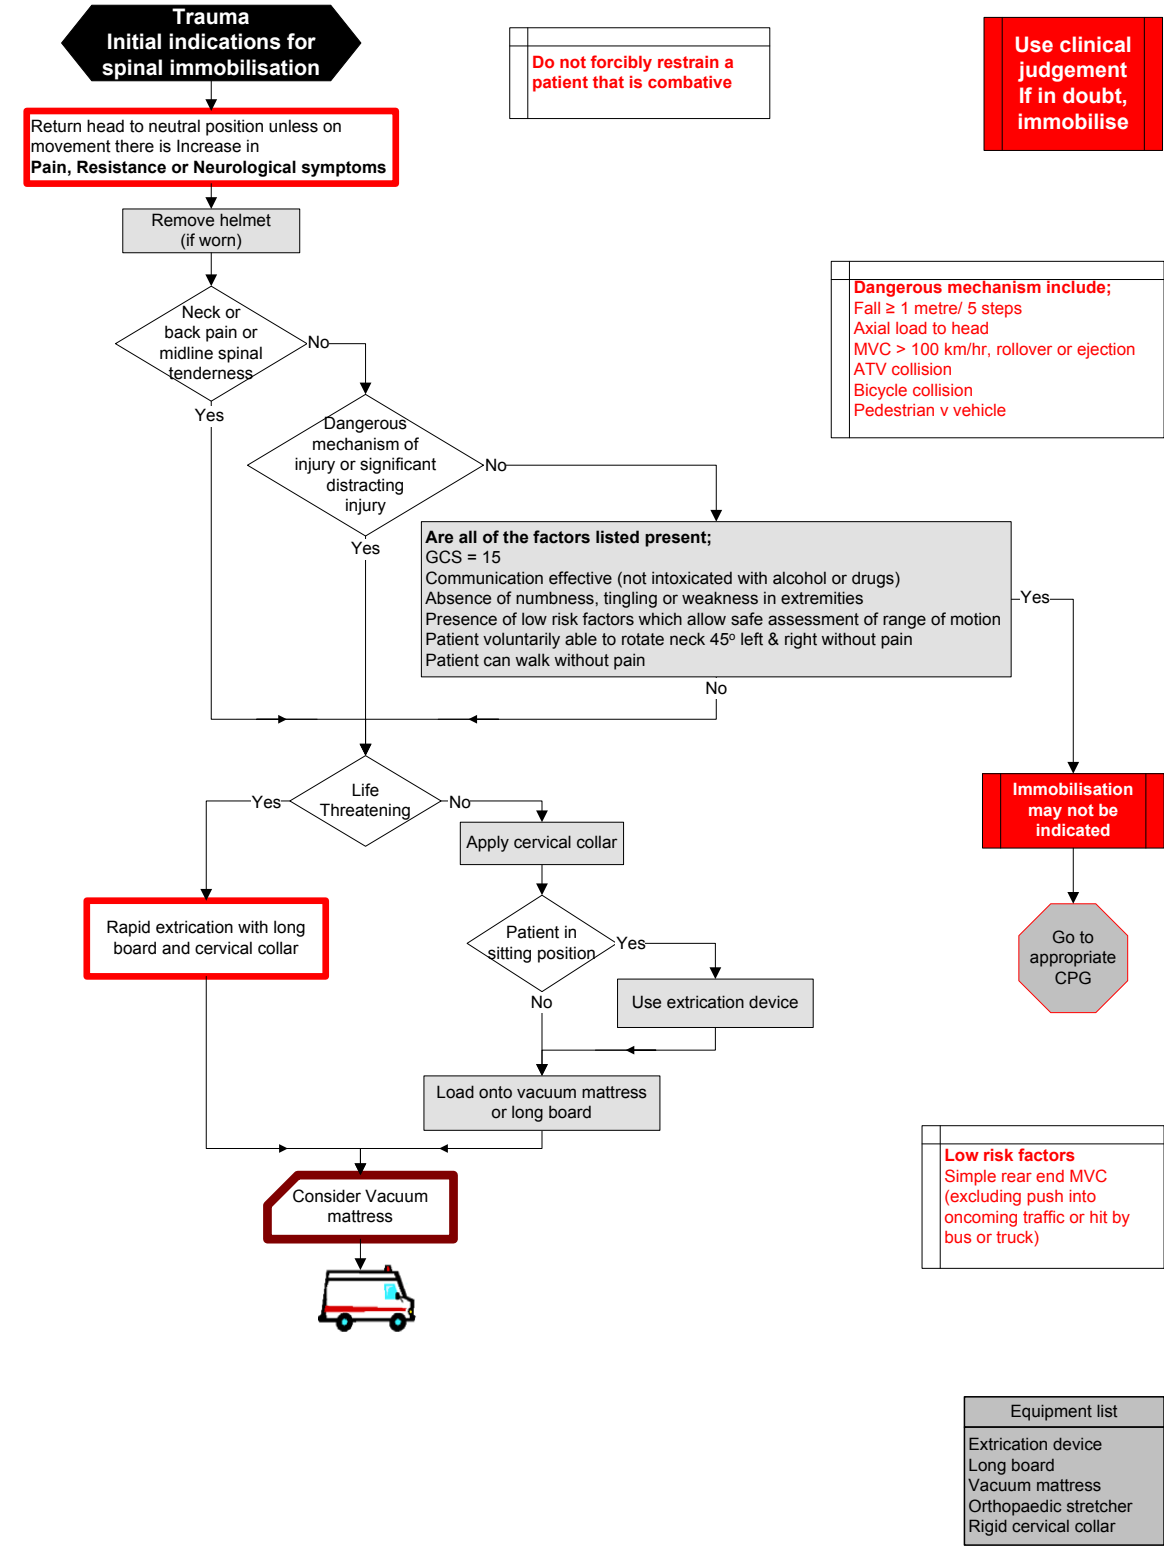 Trauma
Initial indications for
spinal immobilisation
Do not forcibly restrain a
patient that is combative
Use clinical
judgement
If in doubt,
immobilise
Return head to neutral position unless on
movement there is Increase in
Pain, Resistance or Neurological symptoms
Remove helmet
(if worn)
Neck or
back pain or
midline spinal
tenderness
No
Yes
Dangerous mechanism include;
Fall ≥ 1 metre/ 5 steps
Axial load to head
MVC > 100 km/hr, rollover or ejection
ATV collision
Bicycle collision
Pedestrian v vehicle
Dangerous
mechanism of
injury or significant
distracting
injury
No
Yes
Are all of the factors listed present;
GCS = 15
Communication effective (not intoxicated with alcohol or drugs)
Absence of numbness, tingling or weakness in extremities
Presence of low risk factors which allow safe assessment of range of motion
Patient voluntarily able to rotate neck 45º left & right without pain
Patient can walk without pain
Yes
No
Life
Threatening
Yes
No
Immobilisation
may not be
indicated
Apply cervical collar
Rapid extrication with long
board and cervical collar
Patient in
sitting position
Yes
No
Go to
appropriate
CPG
Use extrication device
Load onto vacuum mattress
or long board
Consider Vacuum
mattress
Low risk factors
Simple rear end MVC
(excluding push into
oncoming traffic or hit by
bus or truck)
Equipment list
Extrication device
Long board
Vacuum mattress
Orthopaedic stretcher
Rigid cervical collar